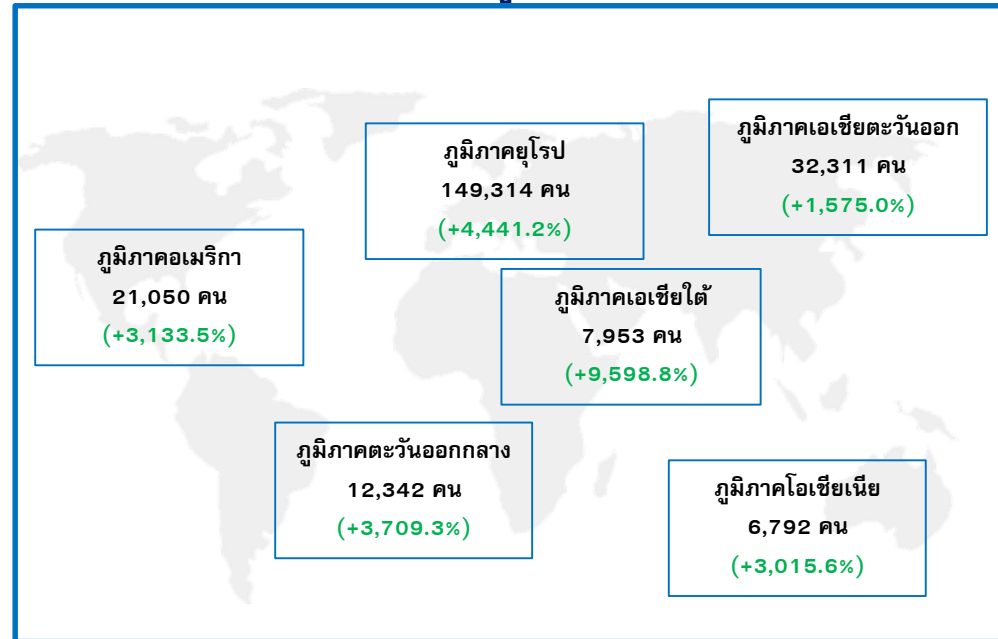 ภูมิภาคยุโรป
149,314 คน
(+4,441.2%)
ภูมิภาคเอเชียตะวันออก
32,311 คน
(+1,575.0%)
ภูมิภาคอเมริกา
21,050 คน
(+3,133.5%)
ภูมิภาคเอเชียใต้
7,953 คน
(+9,598.8%)
ภูมิภาคตะวันออกกลาง
12,342 คน
(+3,709.3%)
ภูมิภาคโอเชียเนีย
6,792 คน
(+3,015.6%)